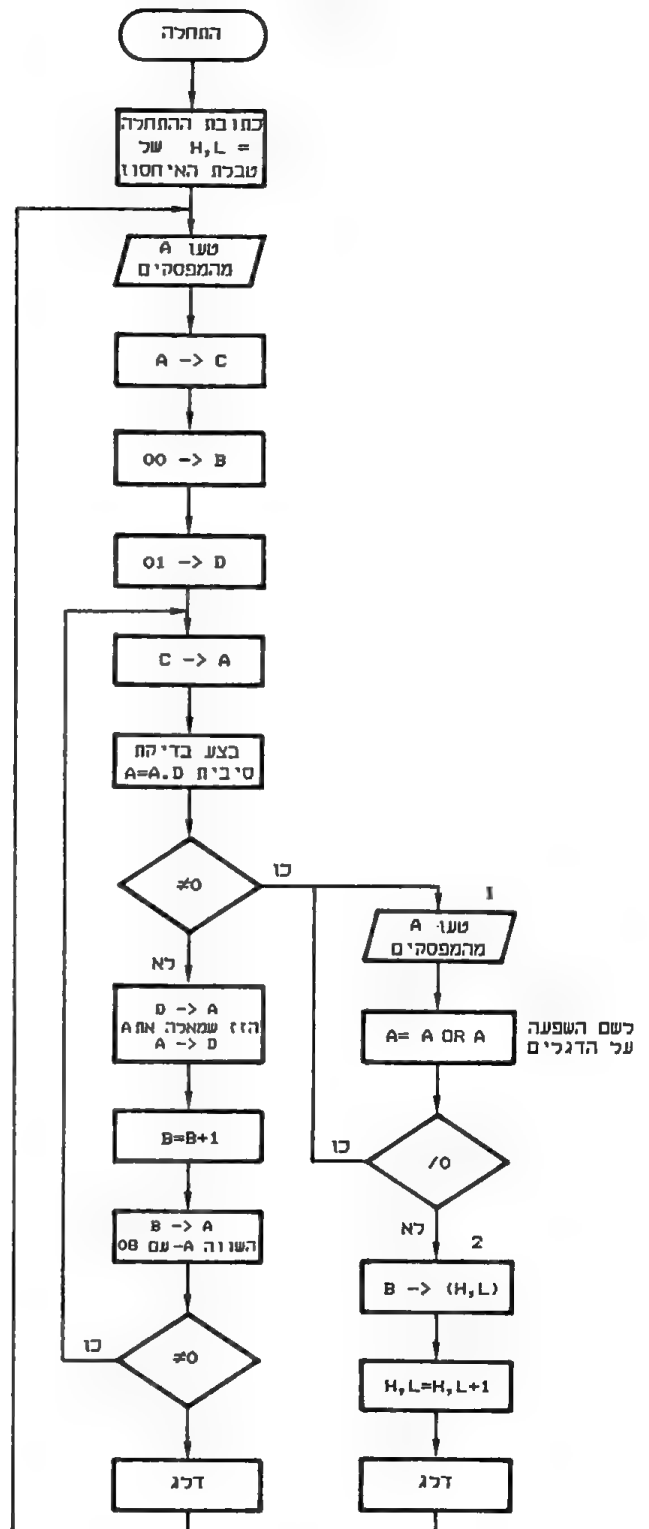 התחלה
כתובת ההתחלה
של H,L =
טבלת האיחסון
טען A
מהמפסקים
A -> C
00 -> B
01 -> D
C -> A
בצע בדיקת
סיבית A=A.D
≠0
כן
לא
D -> A
הזז שמאלה את A
A -> D
B=B+1
B -> A
השווה A- עם 08
≠0
כן
דלג
1
טען A
מהמפסקים
A= A OR A
לשם השפעה
על הדגלים
/0
כן
לא
2
B -> (H,L)
H,L=H,L+1
דלג